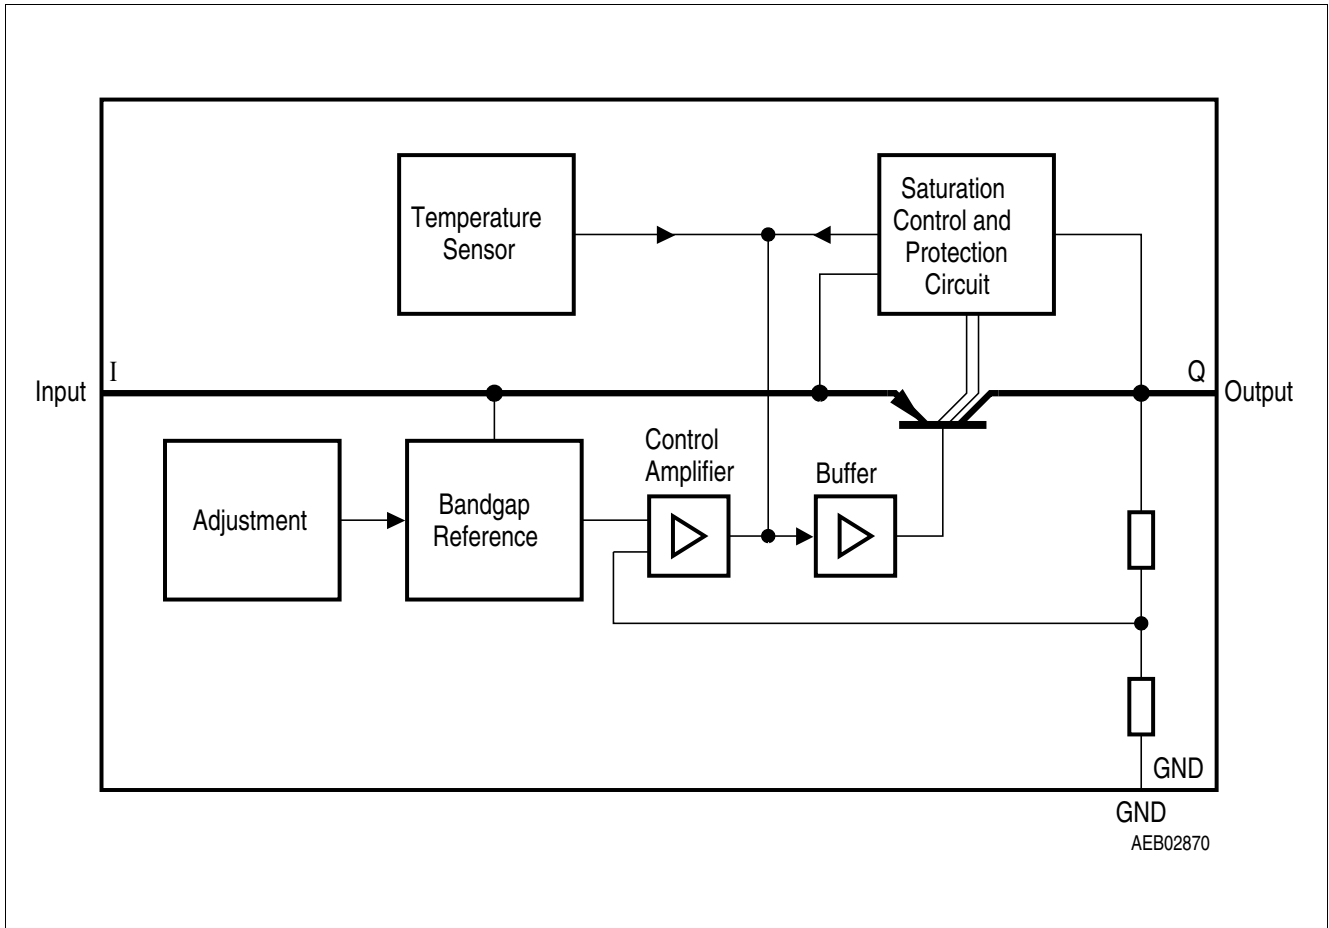 Temperature
Sensor
Saturation
Control and
Protection
Circuit
I
Q
Input
Output
Control
Amplifier
Buffer
Adjustment
Bandgap
Reference
GND
GND
AEB02870